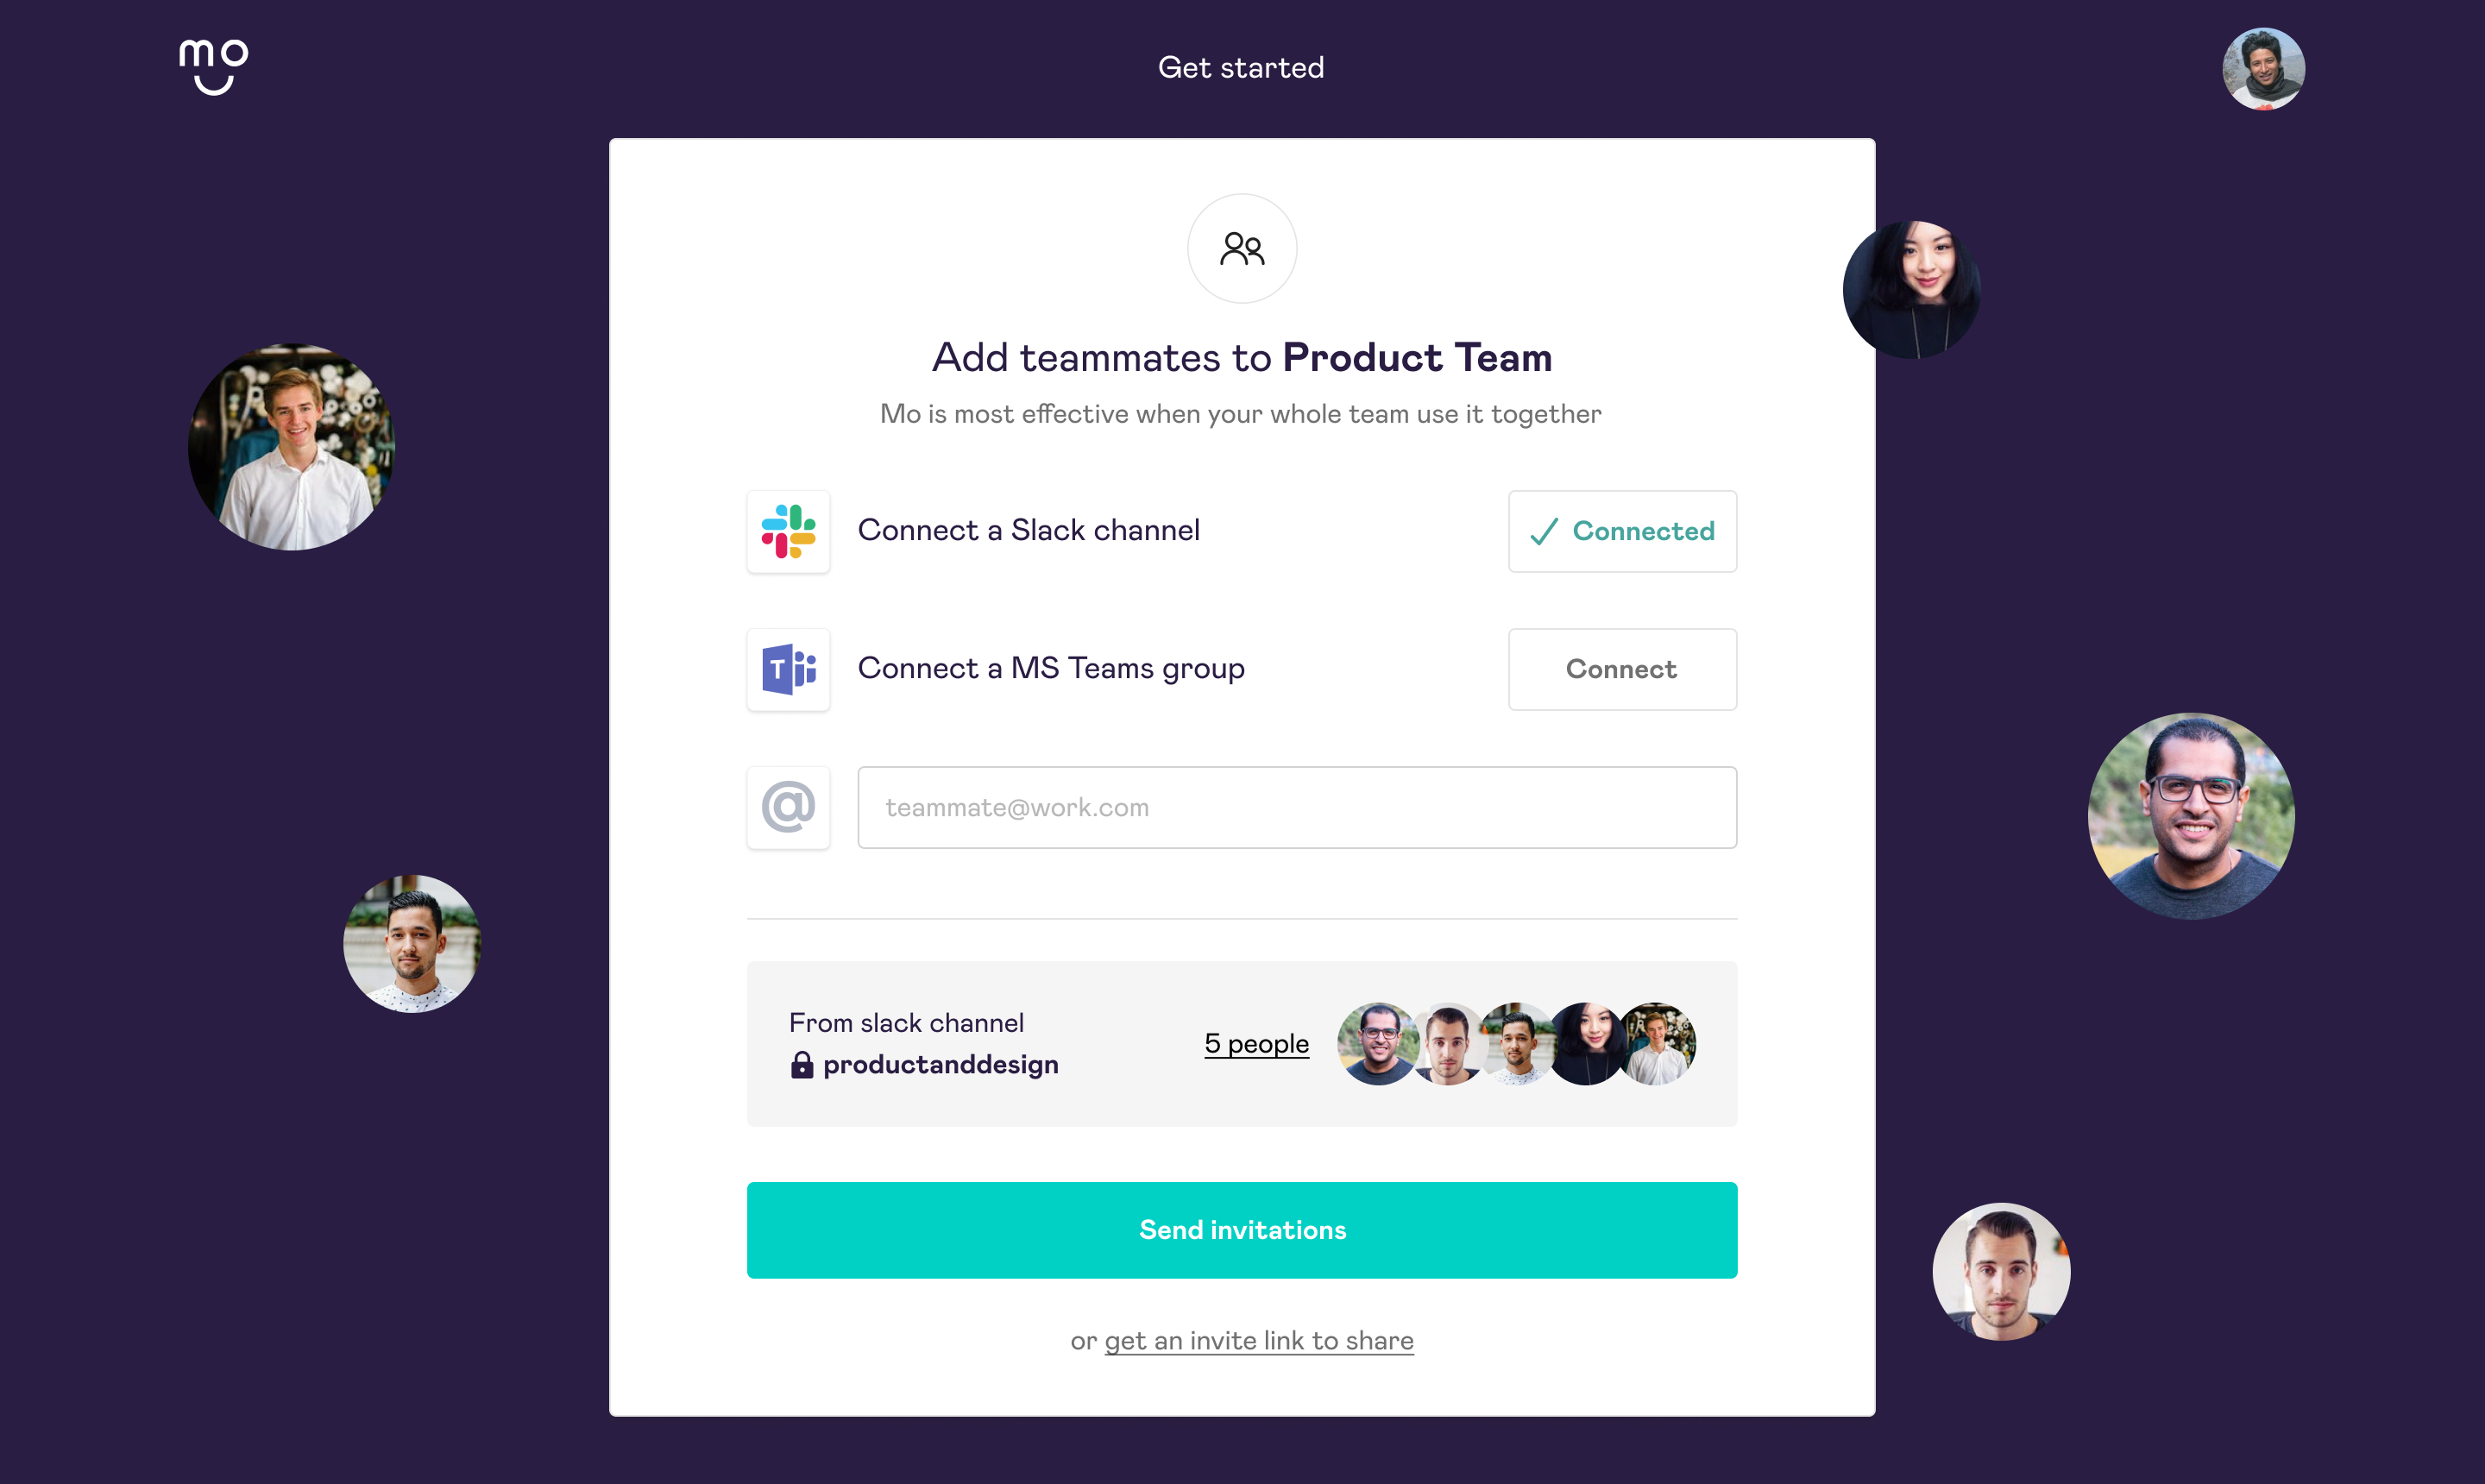 mo
Get started
Add teammates to Product Team
Mo is most effective when your whole team use it together
Connect a Slack channel
Connected
Connect a MS Teams group
Connect
teammate@work.com
From slack channel
productanddesign
5 people
Send invitations
or get an invite link to share